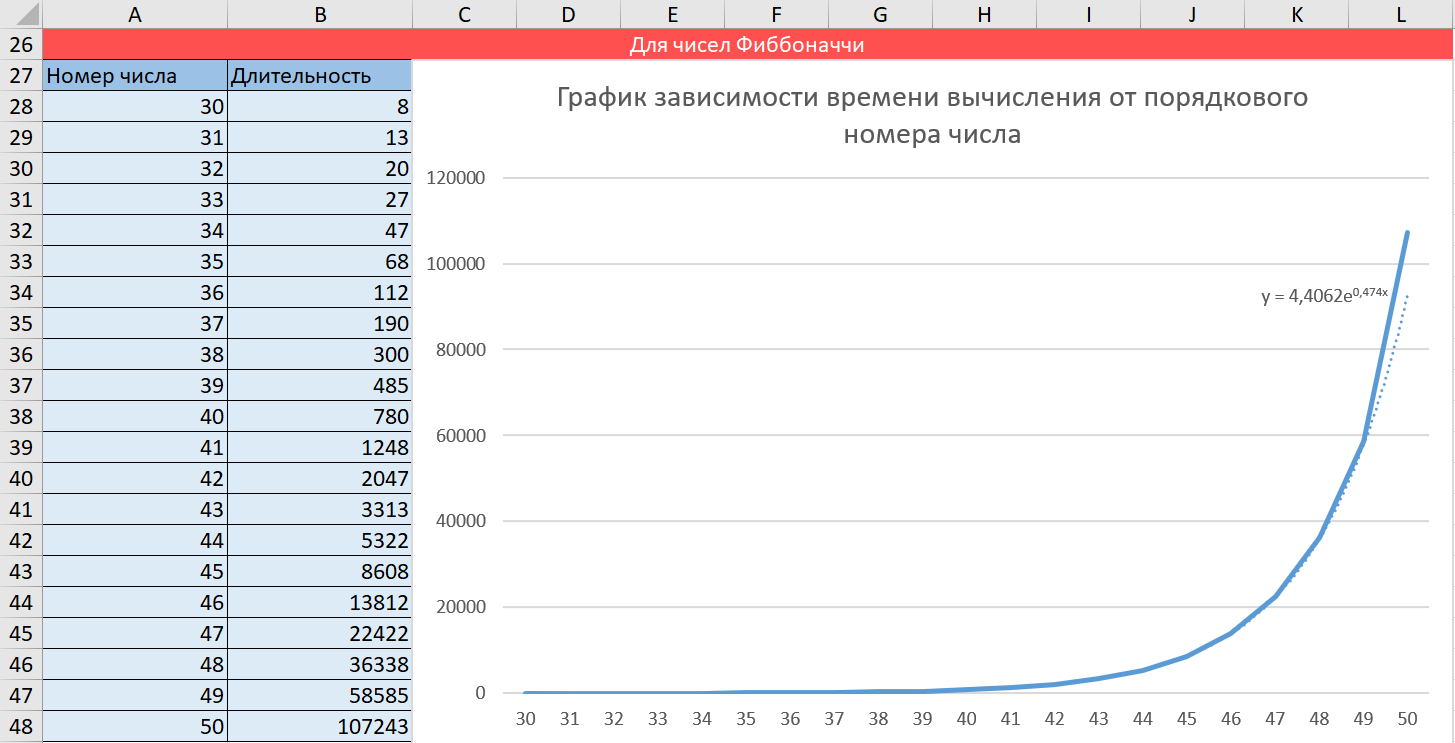 A B C D E F G H I J K L
26 Для чисел Фиббоначчи
27 Номер числа Длительность
28 30 8
29 31 13
30 32 20
31 33 27
32 34 47
33 35 68
34 36 112
35 37 190
36 38 300
37 39 485
38 40 780
39 41 1248
40 42 2047
41 43 3313
42 44 5322
43 45 8608
44 46 13812
45 47 22422
46 48 36338
47 49 58585
48 50 107243
График зависимости времени вычисления от порядкового
номера числа
120000
100000
y = 4,4062e^0,474x
80000
60000
40000
20000
0
30 31 32 33 34 35 36 37 38 39 40 41 42 43 44 45 46 47 48 49 50